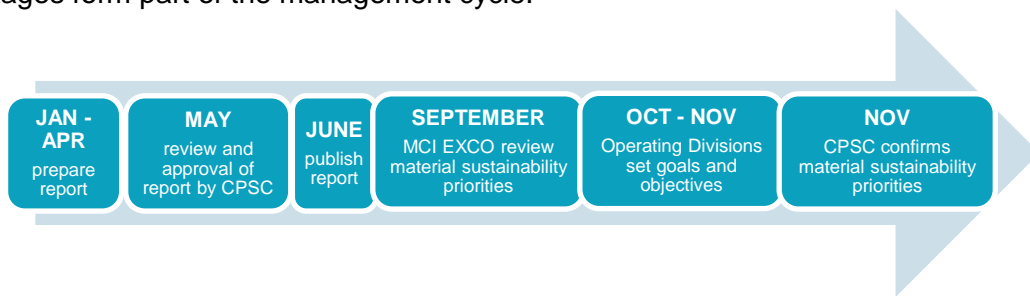 ages form part of the management cycle.
JAN -
APR
prepare
report
MAY
review and
approval of
report by CPSC
JUNE
publish
report
SEPTEMBER
MCI EXCO review
material sustainability
priorities
OCT - NOV
Operating Divisions
set goals and
objectives
NOV
CPSC confirms
material sustainability
priorities